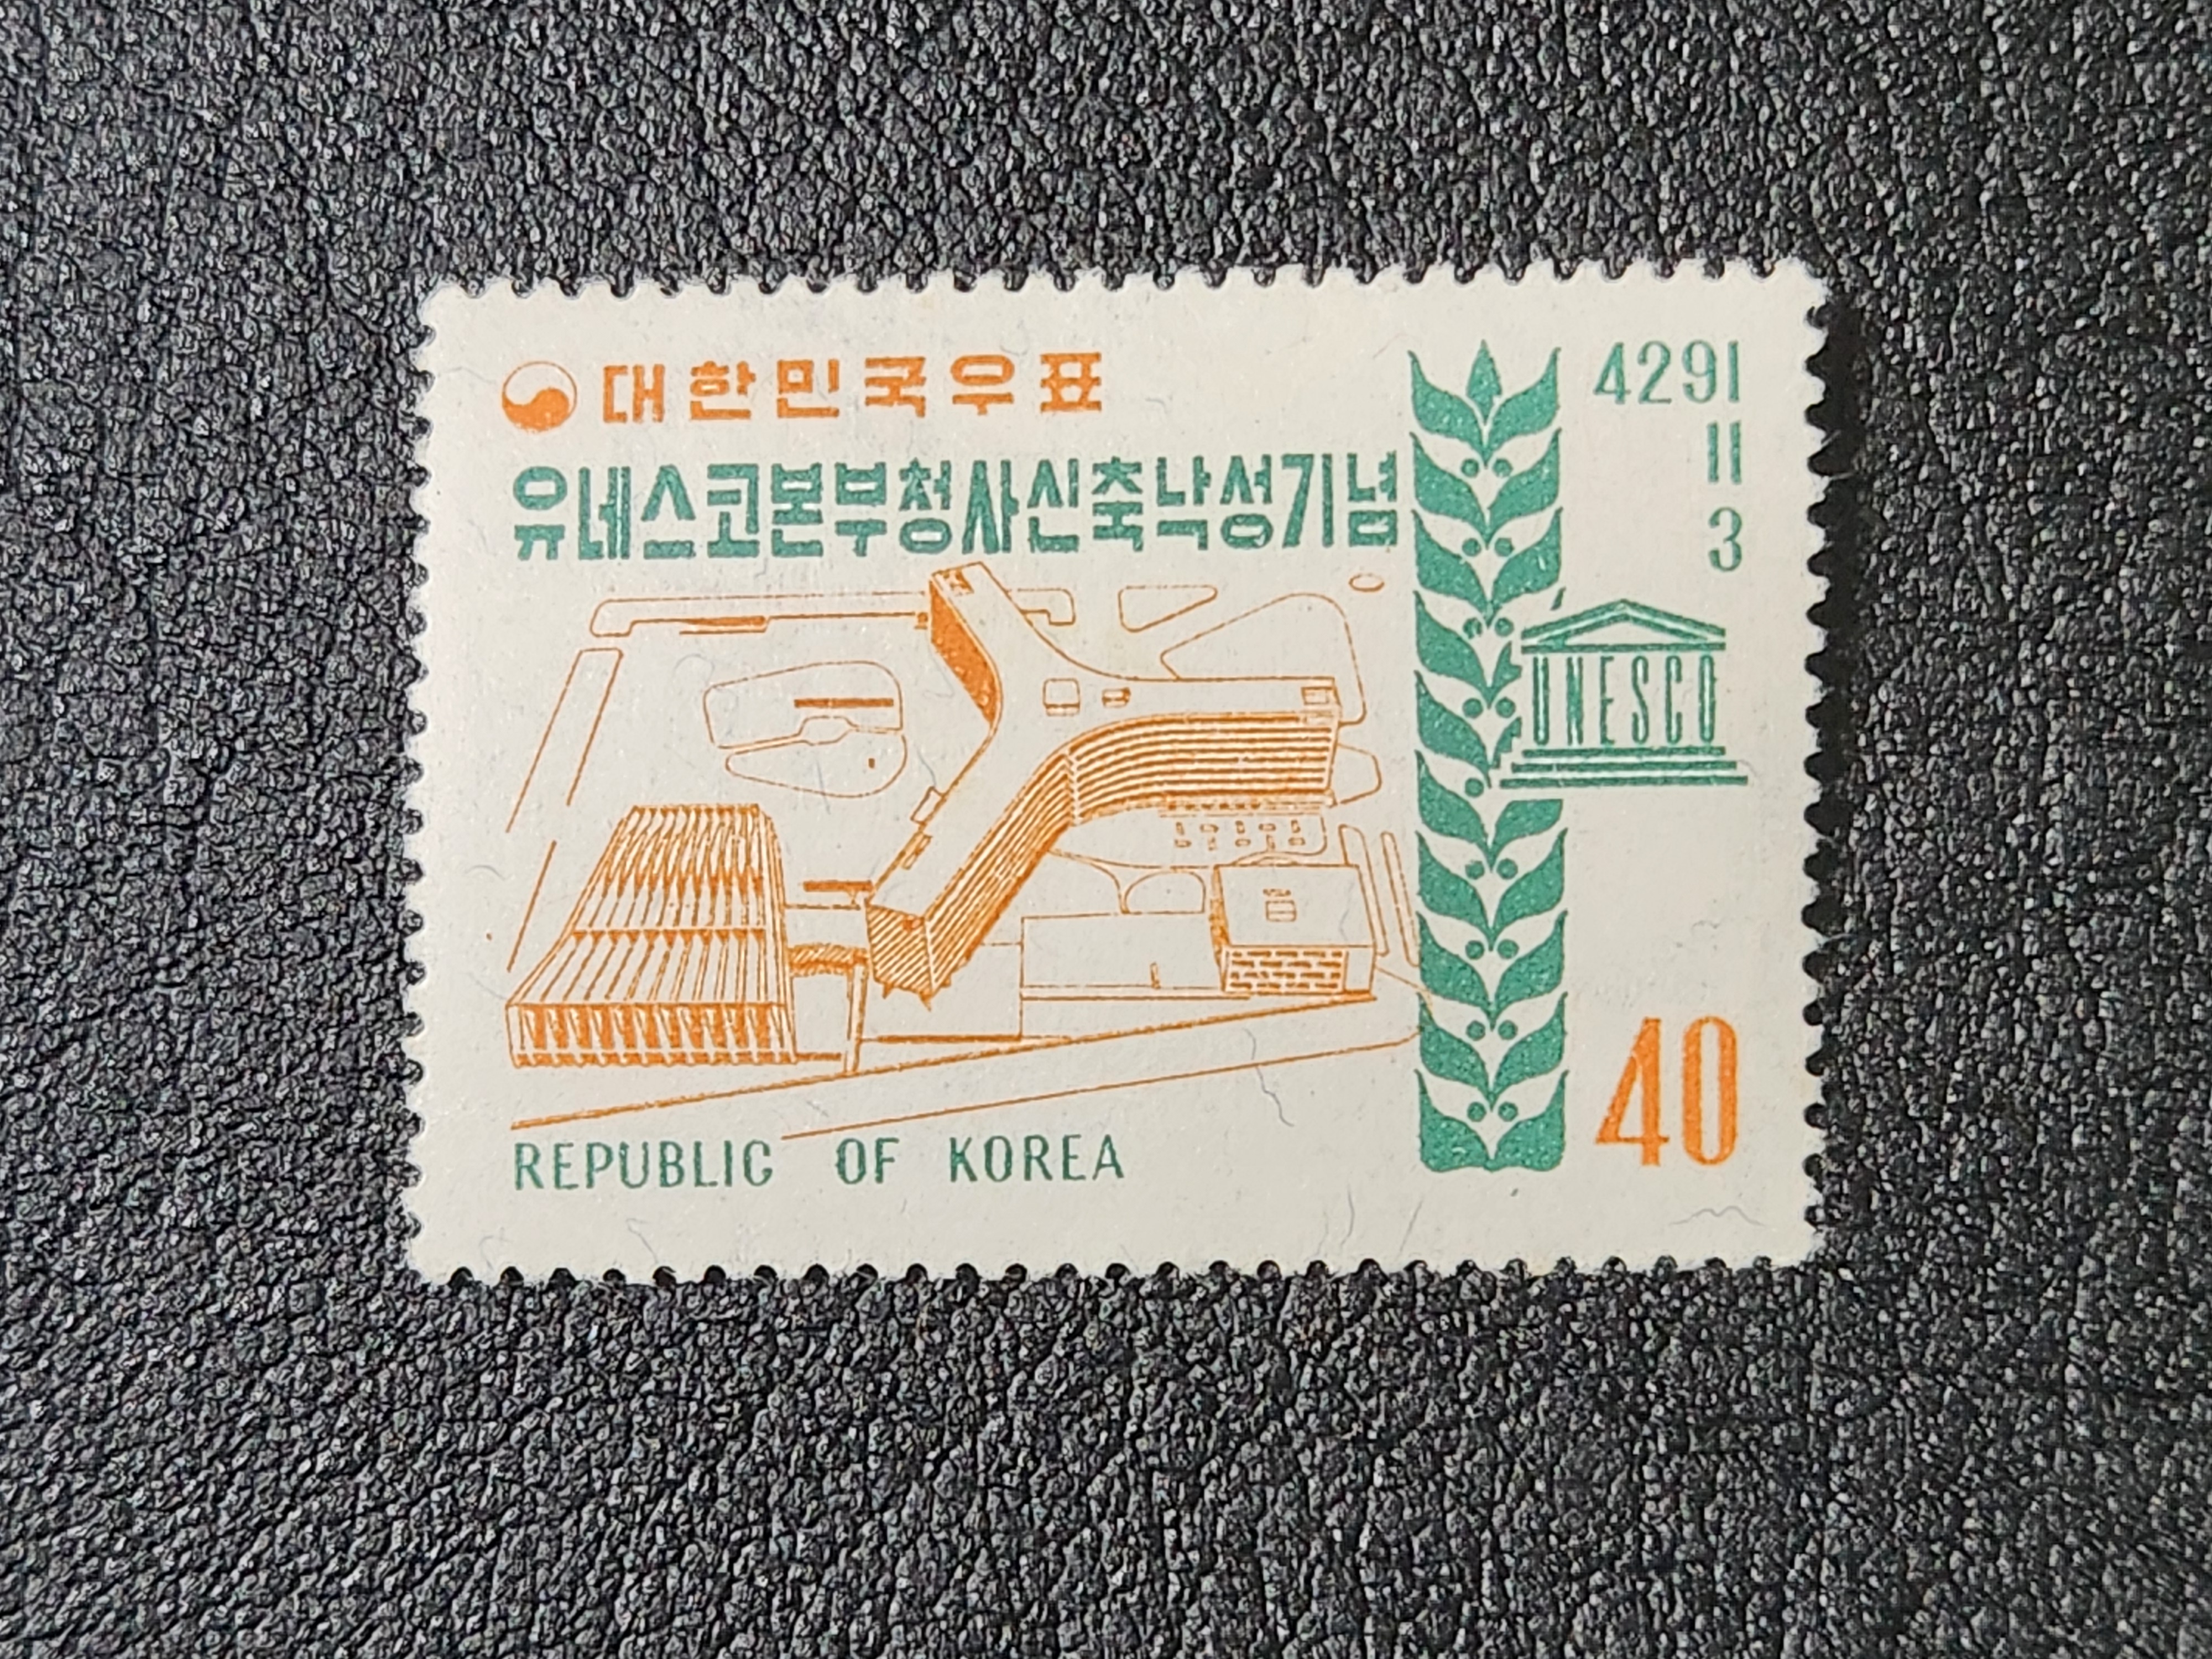 대한민국우표
유네스코본부청사신축낙성기념
4291
11
3
UNESCO
40
REPUBLIC OF KOREA